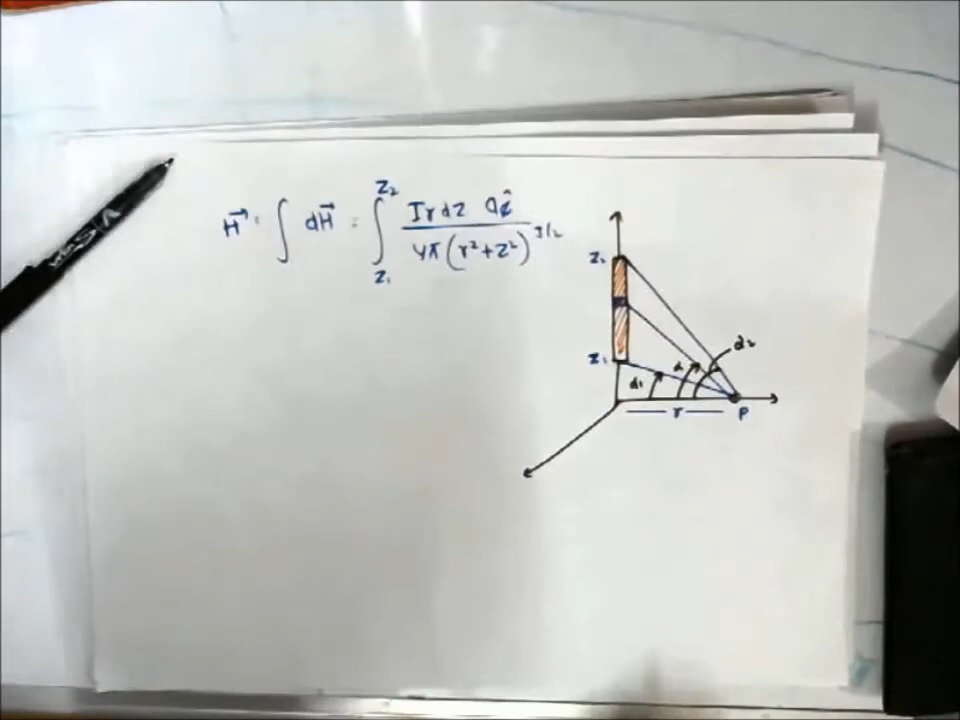 H⃗ = ∫ dH⃗ = ∫_{z₁}^{z₂} I r dz a_φ̂ / 4π(r²+z²)^{3/2}
z₂
z₁
α₁
α
α₂
r
P